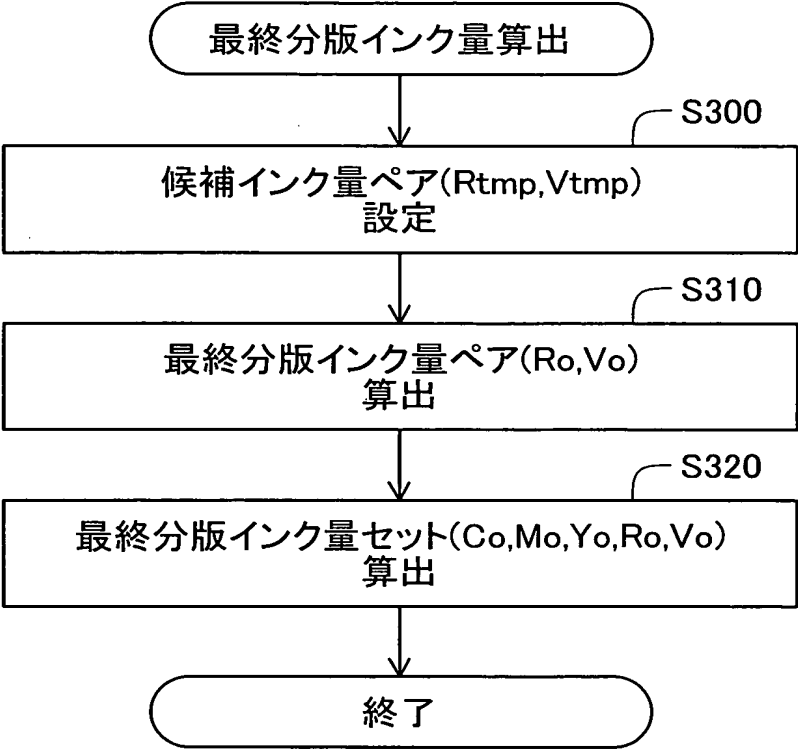 最終分版インク量算出
S300
候補インク量ペア(Rtmp,Vtmp)
設定
S310
最終分版インク量ペア(Ro,Vo)
算出
S320
最終分版インク量セット(Co,Mo,Yo,Ro,Vo)
算出
終了